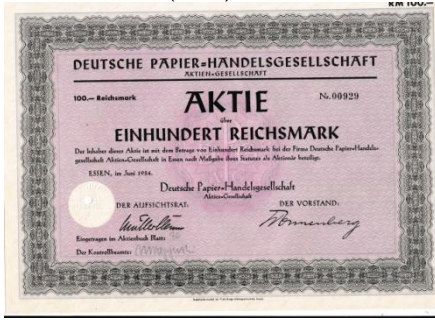 RM 100.—
DEUTSCHE PAPIER=HANDELSGESELLSCHAFT
AKTIEN=GESELLSCHAFT
100.— Reichsmark
AKTIE
Nr. 00929
über
EINHUNDERT REICHSMARK
Der Inhaber dieser Aktie ist mit dem Betrage von Einhundert Reichsmark bei der Firma Deutsche Papier=Handels=
gesellschaft Aktien=Gesellschaft in Essen nach Maßgabe ihres Statutes als Aktionär beteiligt.
ESSEN, im Juni 1934.
Deutsche Papier=Handelsgesellschaft
Aktien=Gesellschaft
DER AUFSICHTSRAT:
DER VORSTAND:
Eingetragen im Aktienbuch Blatt:
Der Kontrollbeamte: